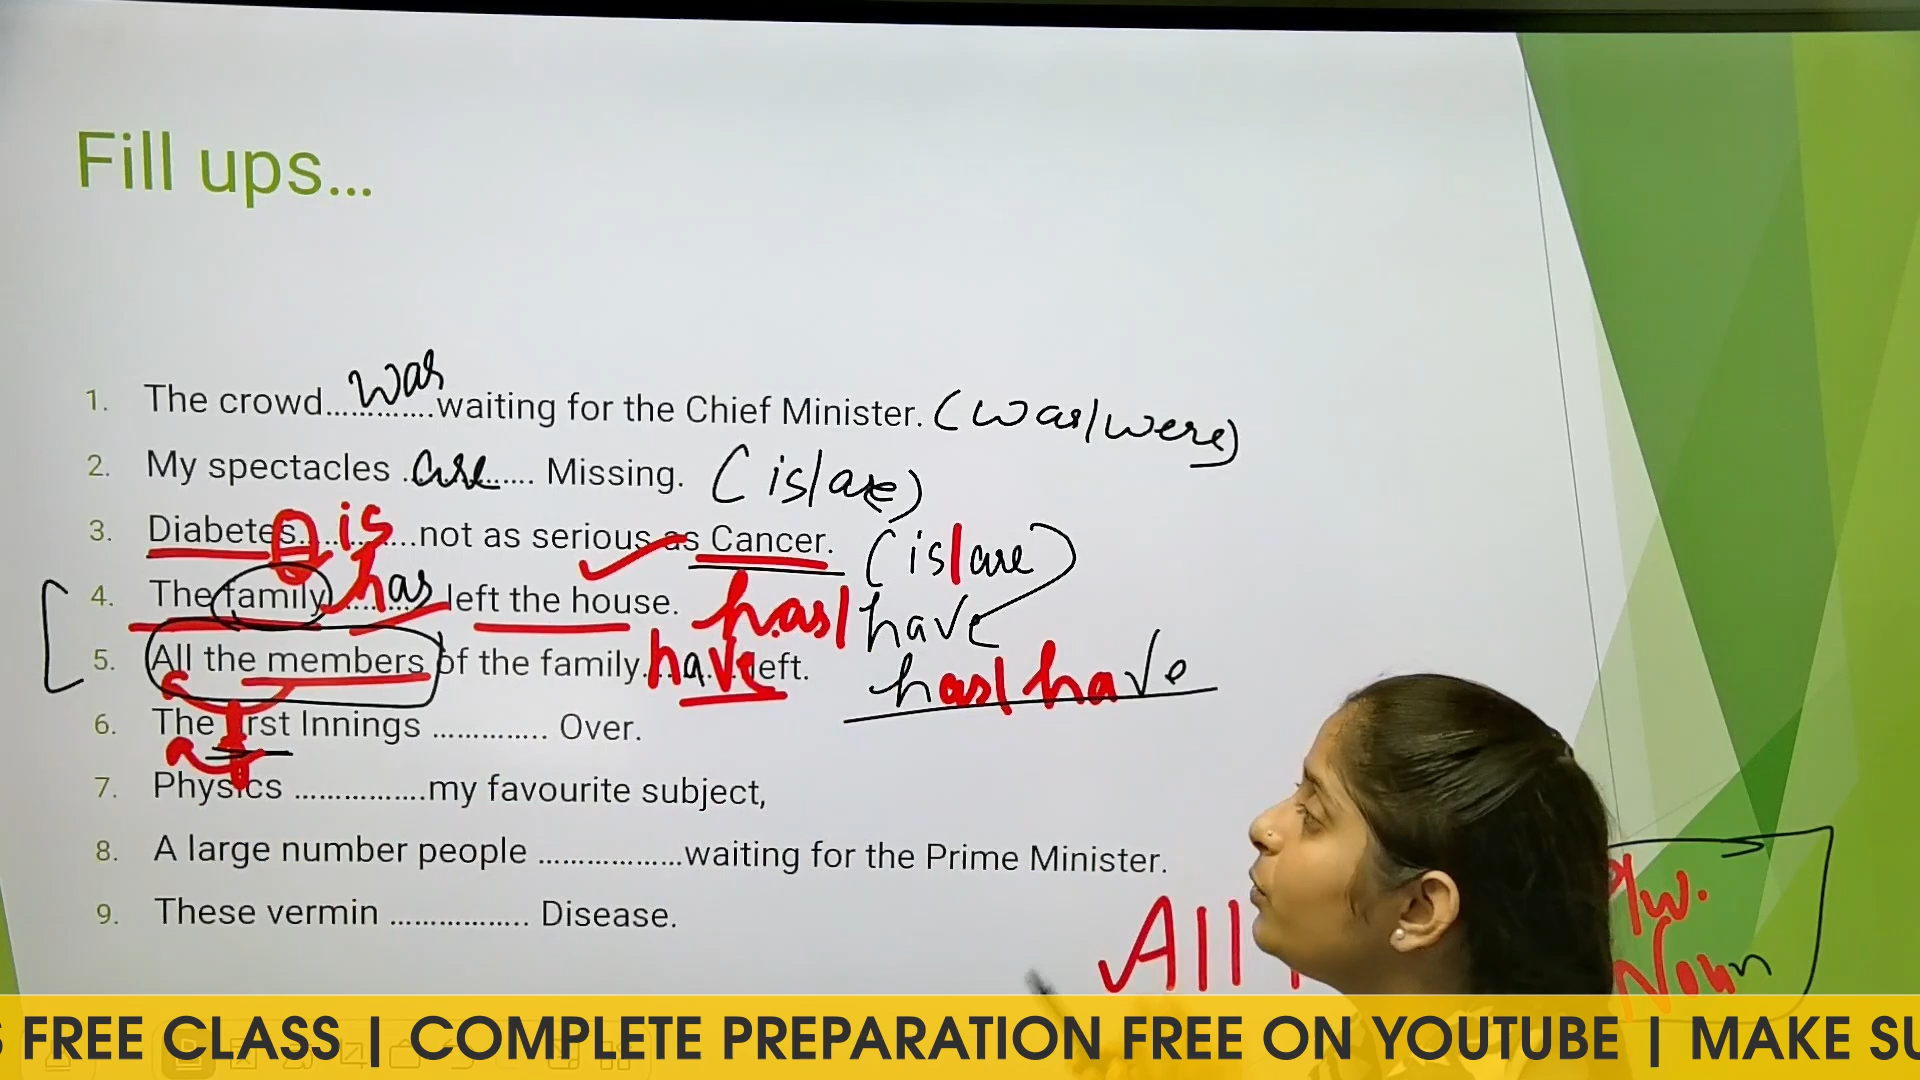 Fill ups...
1. The crowd....was....waiting for the Chief Minister. (was/were)
2. My spectacles ...are..... Missing. (is/are)
3. Diabetes...is....not as serious as Cancer. (is/are)
4. The family...has..left the house. has/have
5. All the members of the family..have..left. has/have
6. The Innings ............. Over.
7. Physics ...............my favourite subject,
8. A large number people .................waiting for the Prime Minister.
9. These vermin ................ Disease.
All
Noun
FREE CLASS | COMPLETE PREPARATION FREE ON YOUTUBE | MAKE